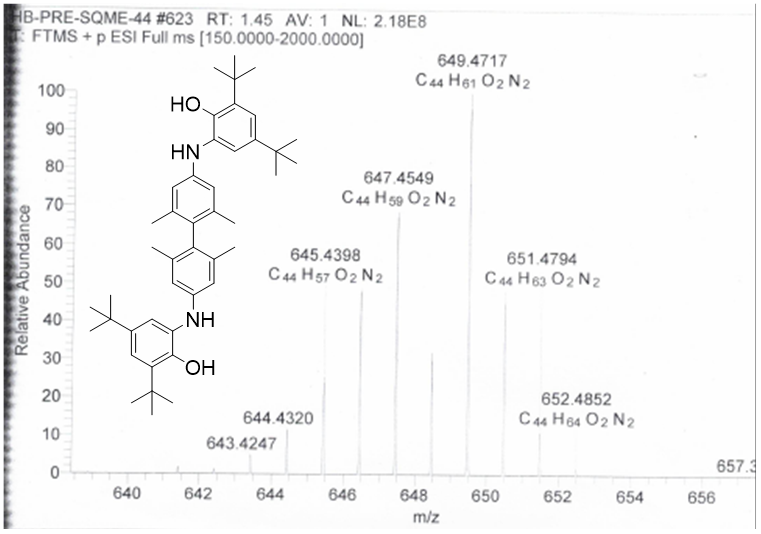 HB-PRE-SQME-44 #623 RT: 1.45 AV: 1 NL: 2.18E8
T: FTMS + p ESI Full ms [150.0000-2000.0000]
649.4717
C44 H61 O2 N2
647.4549
C44 H59 O2 N2
645.4398
C44 H57 O2 N2
651.4794
C44 H63 O2 N2
652.4852
C44 H64 O2 N2
644.4320
643.4247
657.3
HO
HN
NH
OH
Relative Abundance
100
90
80
70
60
50
40
30
20
10
0
640 642 644 646 648 650 652 654 656
m/z